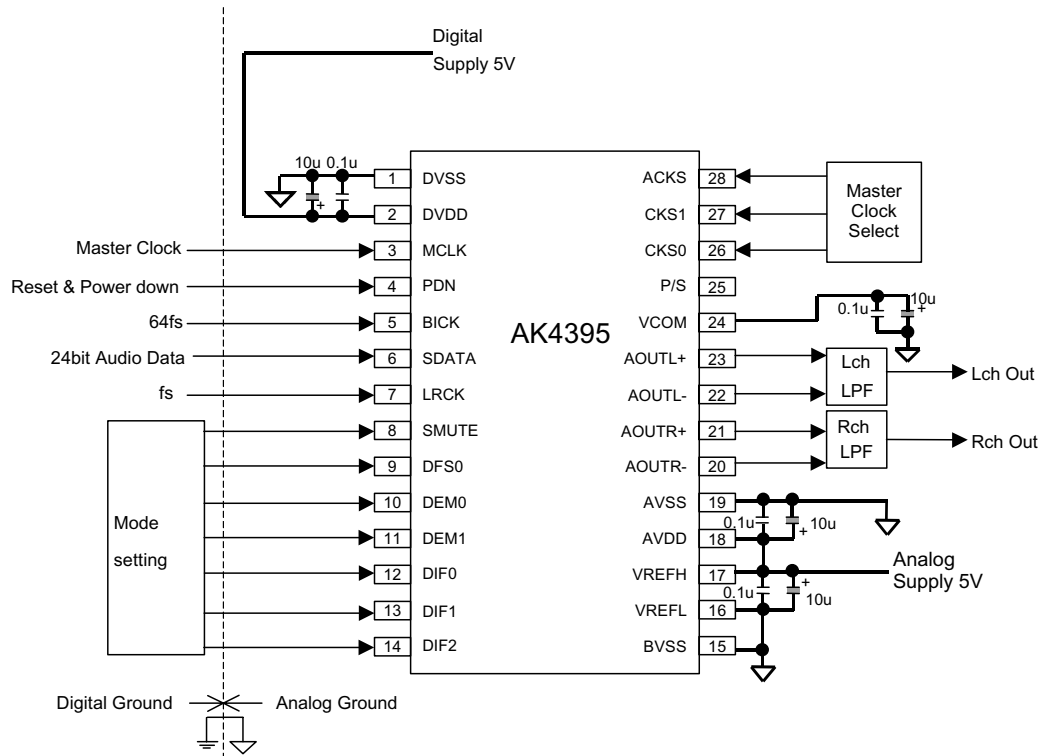 Digital
Supply 5V
10u 0.1u
+
1 DVSS
ACKS 28
Master
Clock
Select
2 DVDD
CKS1 27
Master Clock
3 MCLK
CKS0 26
Reset & Power down
4 PDN
P/S 25
0.1u
10u
+
64fs
5 BICK
VCOM 24
AK4395
24bit Audio Data
6 SDATA
AOUTL+ 23
Lch
LPF
Lch Out
fs
7 LRCK
AOUTL- 22
8 SMUTE
AOUTR+ 21
Rch
LPF
Rch Out
9 DFS0
AOUTR- 20
10 DEM0
AVSS 19
0.1u
10u
+
Mode
setting
11 DEM1
AVDD 18
12 DIF0
VREFH 17
Analog
Supply 5V
0.1u
+
10u
13 DIF1
VREFL 16
14 DIF2
BVSS 15
Digital Ground
Analog Ground